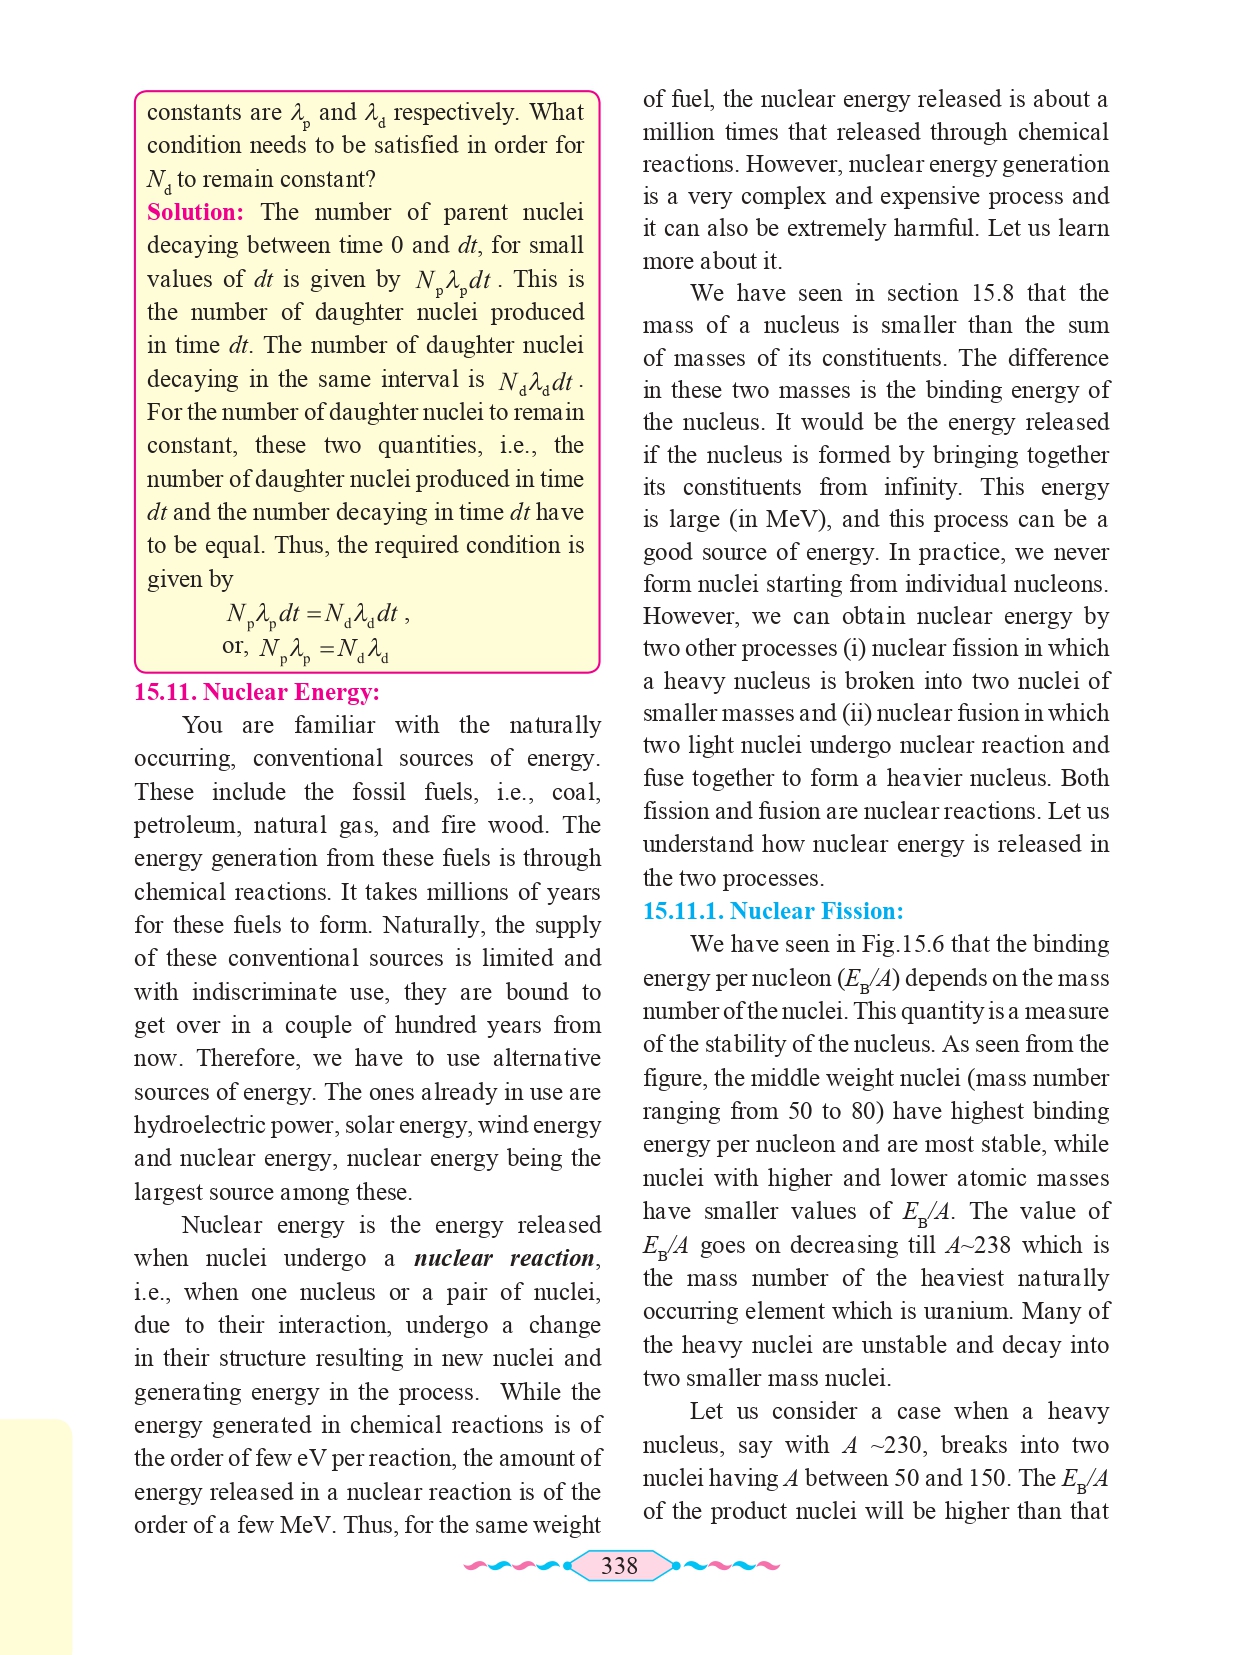 constants are λp and λd respectively. What
condition needs to be satisfied in order for
Nd to remain constant?
Solution: The number of parent nuclei
decaying between time 0 and dt, for small
values of dt is given by Npλpdt . This is
the number of daughter nuclei produced
in time dt. The number of daughter nuclei
decaying in the same interval is Ndλddt .
For the number of daughter nuclei to remain
constant, these two quantities, i.e., the
number of daughter nuclei produced in time
dt and the number decaying in time dt have
to be equal. Thus, the required condition is
given by
Npλpdt = Ndλddt ,
or, Npλp = Ndλd
15.11. Nuclear Energy:
You are familiar with the naturally
occurring, conventional sources of energy.
These include the fossil fuels, i.e., coal,
petroleum, natural gas, and fire wood. The
energy generation from these fuels is through
chemical reactions. It takes millions of years
for these fuels to form. Naturally, the supply
of these conventional sources is limited and
with indiscriminate use, they are bound to
get over in a couple of hundred years from
now. Therefore, we have to use alternative
sources of energy. The ones already in use are
hydroelectric power, solar energy, wind energy
and nuclear energy, nuclear energy being the
largest source among these.
Nuclear energy is the energy released
when nuclei undergo a nuclear reaction,
i.e., when one nucleus or a pair of nuclei,
due to their interaction, undergo a change
in their structure resulting in new nuclei and
generating energy in the process. While the
energy generated in chemical reactions is of
the order of few eV per reaction, the amount of
energy released in a nuclear reaction is of the
order of a few MeV. Thus, for the same weight
of fuel, the nuclear energy released is about a
million times that released through chemical
reactions. However, nuclear energy generation
is a very complex and expensive process and
it can also be extremely harmful. Let us learn
more about it.
We have seen in section 15.8 that the
mass of a nucleus is smaller than the sum
of masses of its constituents. The difference
in these two masses is the binding energy of
the nucleus. It would be the energy released
if the nucleus is formed by bringing together
its constituents from infinity. This energy
is large (in MeV), and this process can be a
good source of energy. In practice, we never
form nuclei starting from individual nucleons.
However, we can obtain nuclear energy by
two other processes (i) nuclear fission in which
a heavy nucleus is broken into two nuclei of
smaller masses and (ii) nuclear fusion in which
two light nuclei undergo nuclear reaction and
fuse together to form a heavier nucleus. Both
fission and fusion are nuclear reactions. Let us
understand how nuclear energy is released in
the two processes.
15.11.1. Nuclear Fission:
We have seen in Fig.15.6 that the binding
energy per nucleon (EB/A) depends on the mass
number of the nuclei. This quantity is a measure
of the stability of the nucleus. As seen from the
figure, the middle weight nuclei (mass number
ranging from 50 to 80) have highest binding
energy per nucleon and are most stable, while
nuclei with higher and lower atomic masses
have smaller values of EB/A. The value of
EB/A goes on decreasing till A~238 which is
the mass number of the heaviest naturally
occurring element which is uranium. Many of
the heavy nuclei are unstable and decay into
two smaller mass nuclei.
Let us consider a case when a heavy
nucleus, say with A ~230, breaks into two
nuclei having A between 50 and 150. The EB/A
of the product nuclei will be higher than that
338